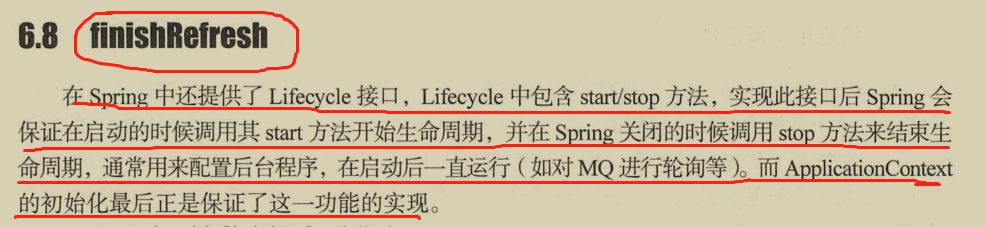 6.8 finishRefresh
在 Spring 中还提供了 Lifecycle 接口，Lifecycle 中包含 start/stop 方法，实现此接口后 Spring 会
保证在启动的时候调用其 start 方法开始生命周期，并在 Spring 关闭的时候调用 stop 方法来结束生
命周期，通常用来配置后台程序，在启动后一直运行（如对 MQ 进行轮询等）。而 ApplicationContext
的初始化最后正是保证了这一功能的实现。